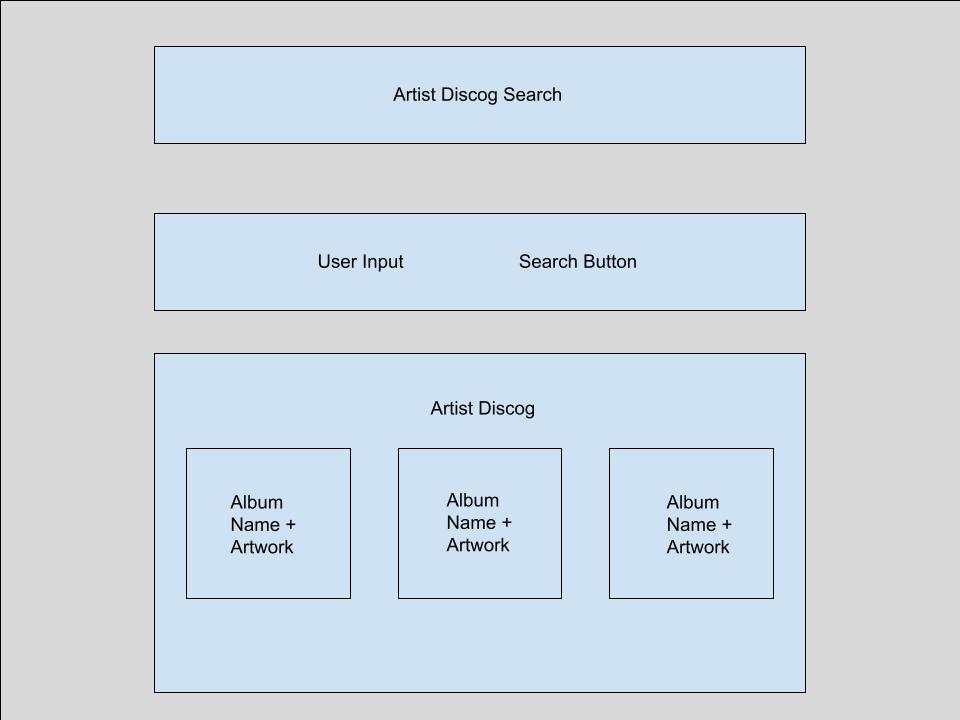 Artist Discog Search
User Input
Search Button
Artist Discog
Album
Name +
Artwork
Album
Name +
Artwork
Album
Name +
Artwork